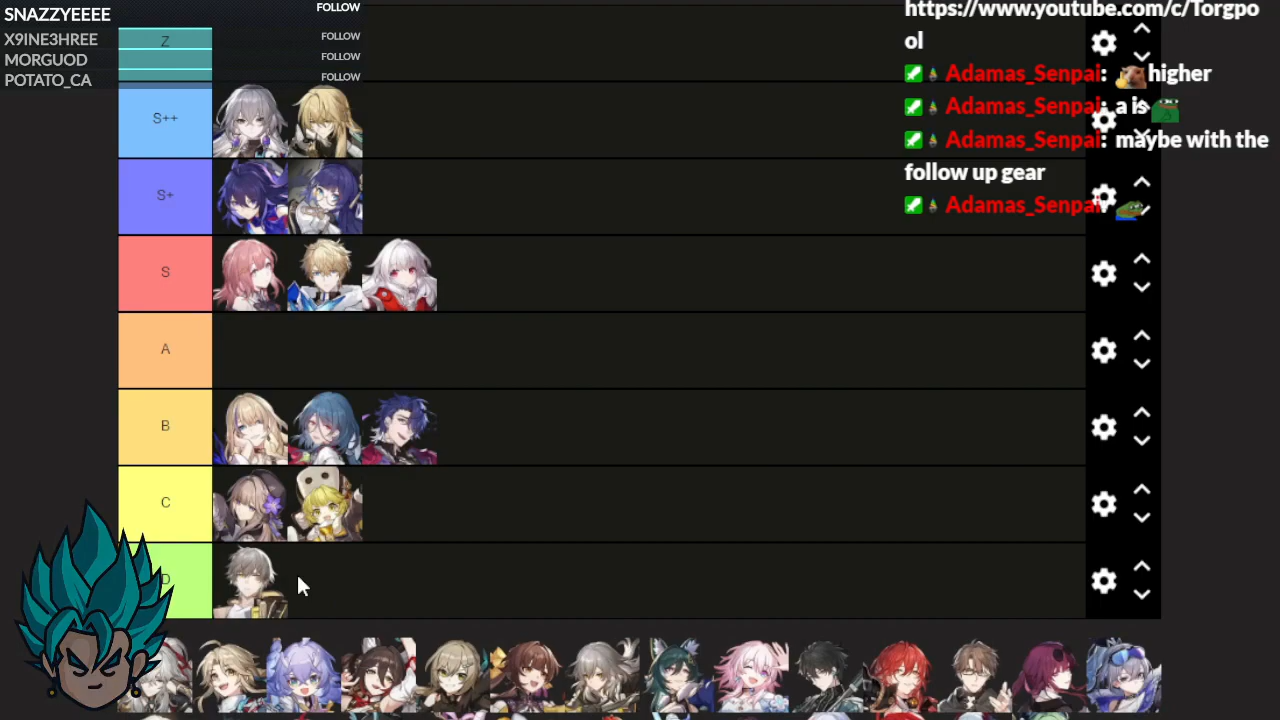 SNAZZYEEEE FOLLOW
X9INE3HREE FOLLOW
MORGUOD FOLLOW
POTATO_CA FOLLOW
https://www.youtube.com/c/Torgpo
ol
Adamas_Senpai: higher
Adamas_Senpai: a is
Adamas_Senpai: maybe with the
follow up gear
Adamas_Senpai:
Z
S++
S+
S
A
B
C
D